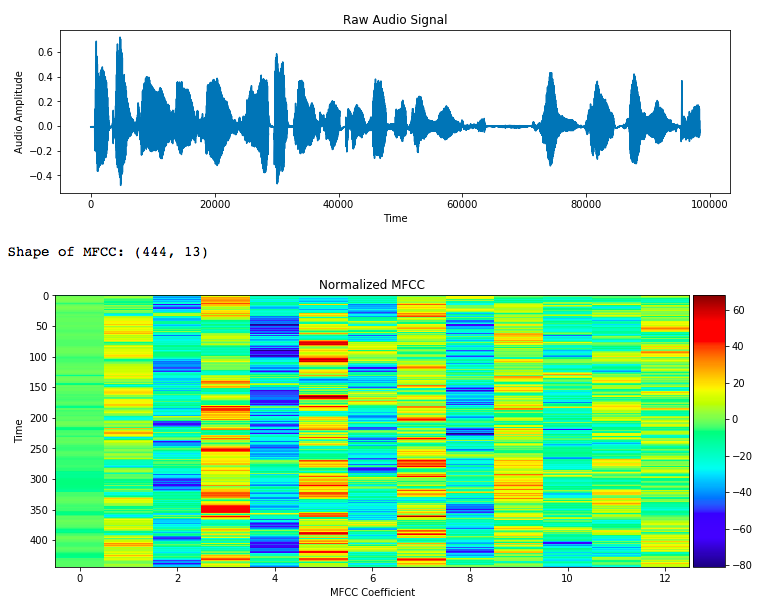 Raw Audio Signal
0.6
0.4
0.2
0.0
−0.2
−0.4
Audio Amplitude
0 20000 40000 60000 80000 100000
Time
Shape of MFCC: (444, 13)
Normalized MFCC
0
50
100
150
200
250
300
350
400
Time
0 2 4 6 8 10 12
MFCC Coefficient
60
40
20
0
−20
−40
−60
−80